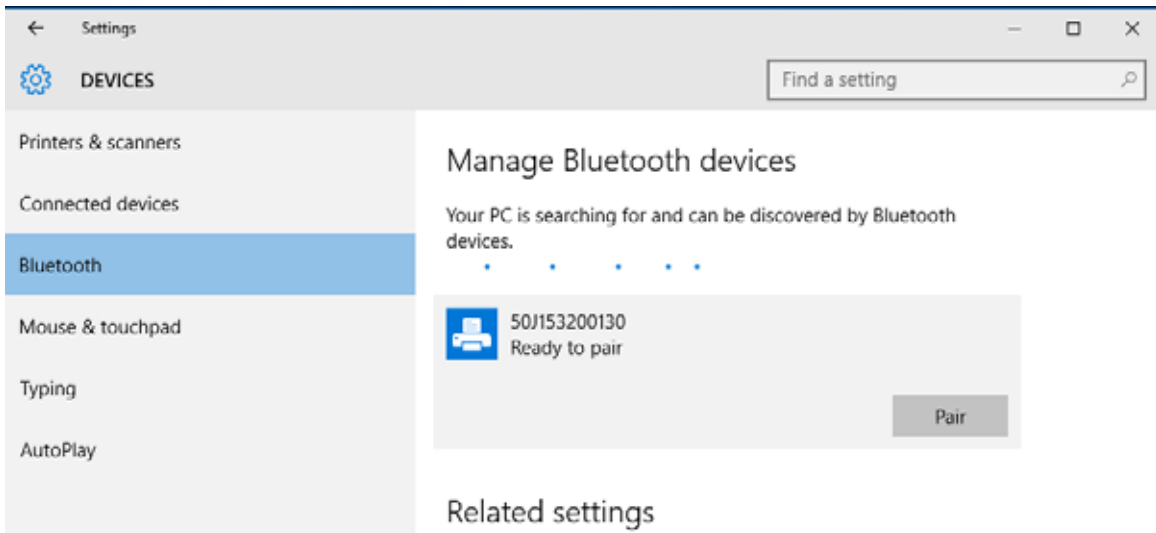 Settings
DEVICES
Find a setting
Printers & scanners
Connected devices
Bluetooth
Mouse & touchpad
Typing
AutoPlay
Manage Bluetooth devices
Your PC is searching for and can be discovered by Bluetooth
devices.
50J153200130
Ready to pair
Pair
Related settings